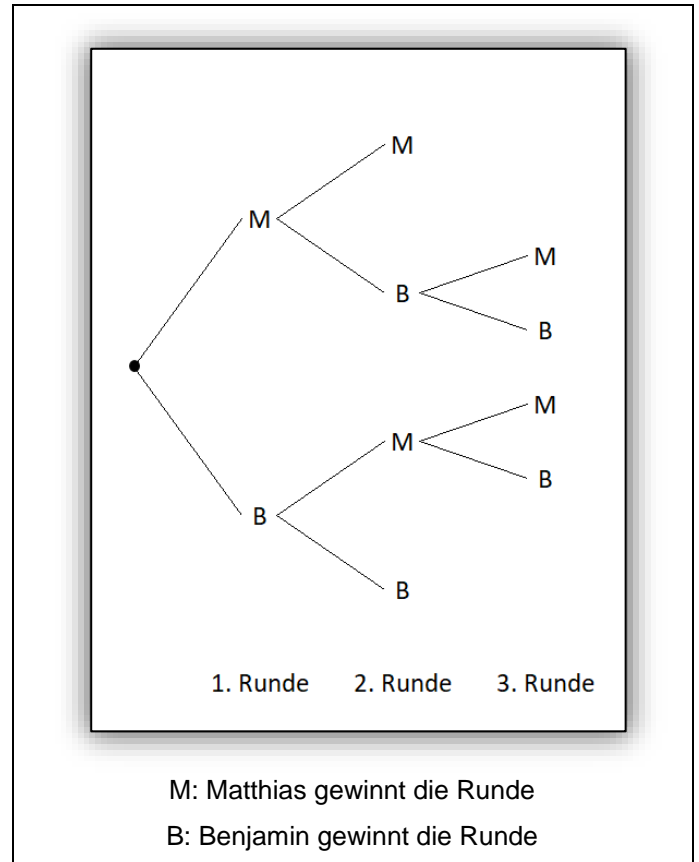 M
M
M
B
B
M
M
B
B
B
1. Runde 2. Runde 3. Runde
M: Matthias gewinnt die Runde
B: Benjamin gewinnt die Runde